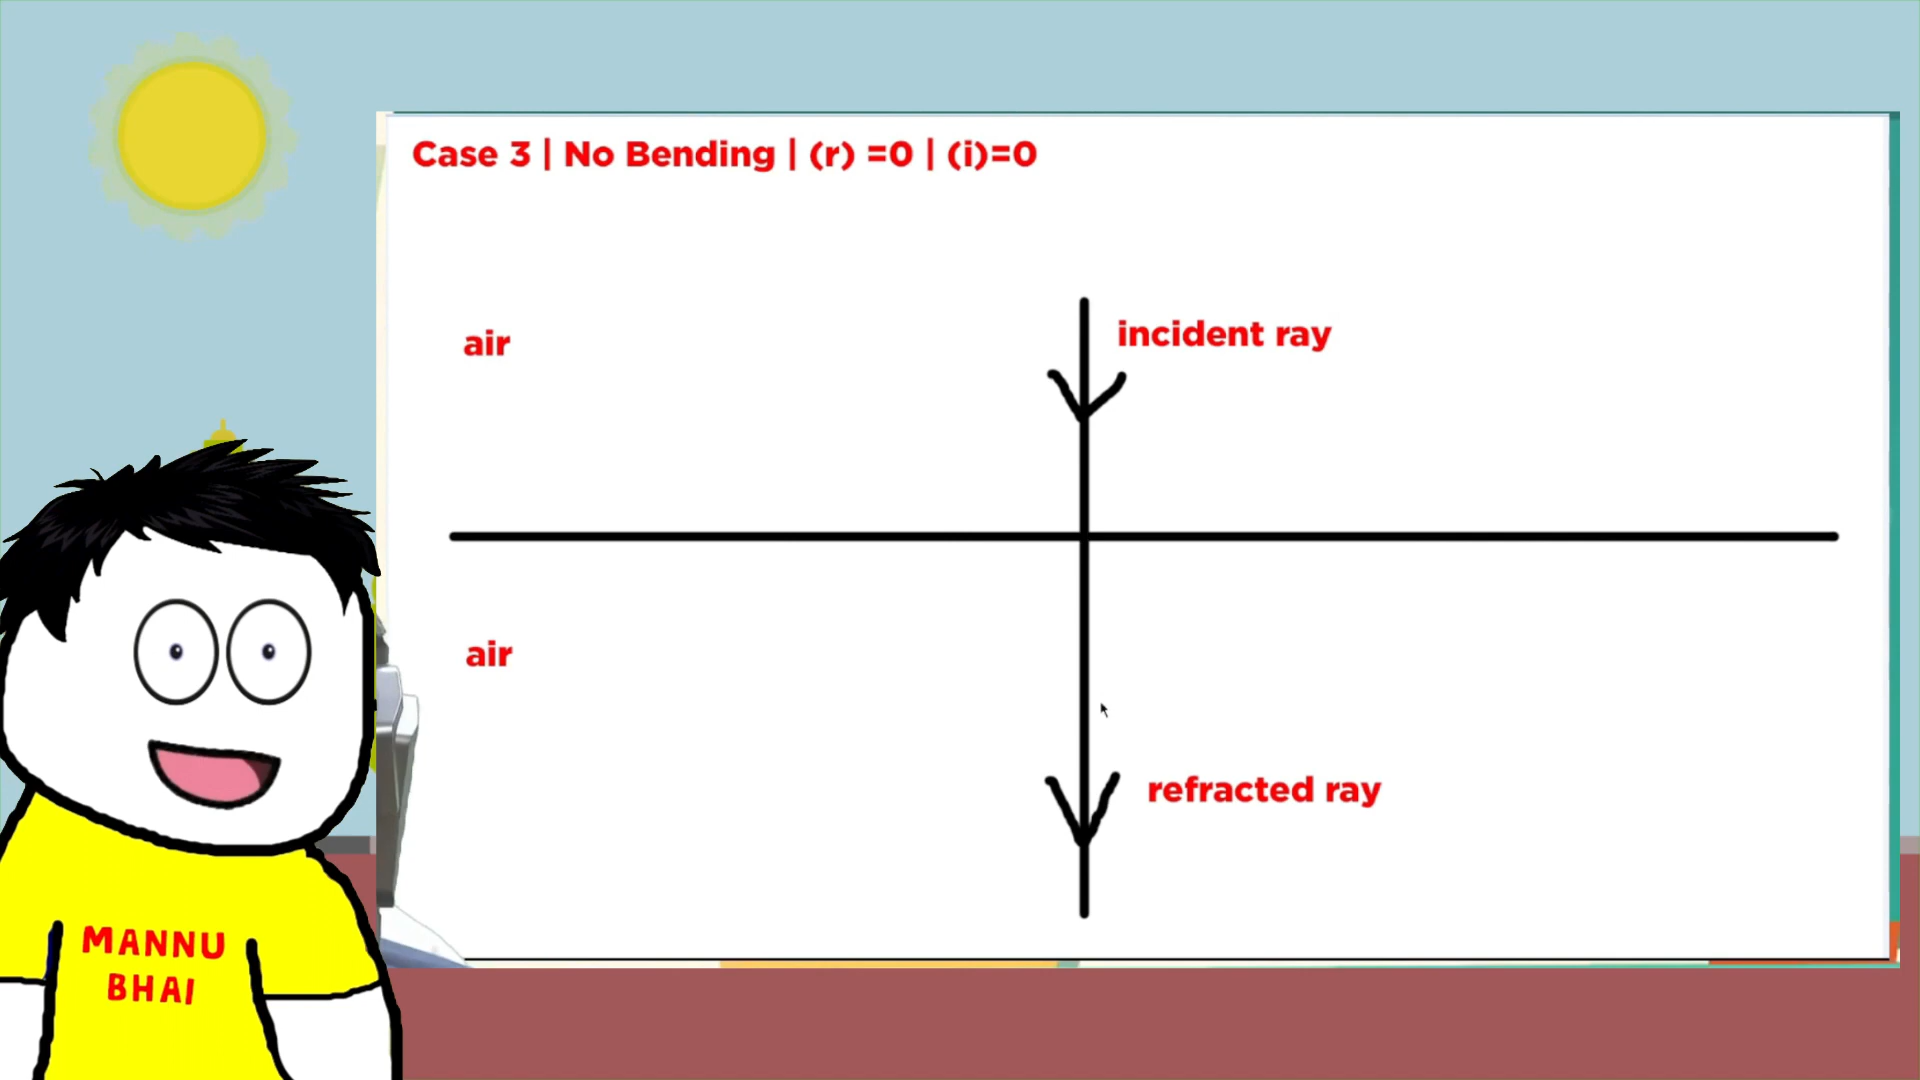 Case 3 | No Bending | (r) =0 | (i)=0
air
incident ray
air
refracted ray
MANNU
BHAI